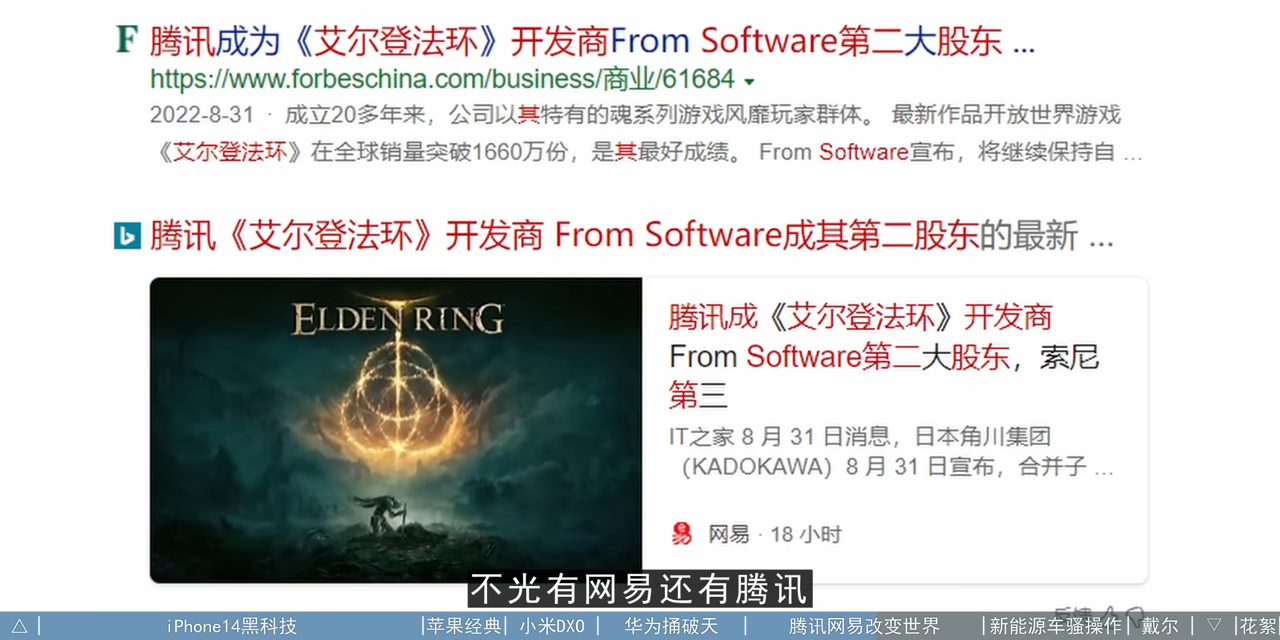 腾讯成为《艾尔登法环》开发商From Software第二大股东 ...
https://www.forbeschina.com/business/商业/61684
2022-8-31 · 成立20多年来，公司以其特有的魂系列游戏风靡玩家群体。 最新作品开放世界游戏
《艾尔登法环》在全球销量突破1660万份，是其最好成绩。 From Software宣布，将继续保持自 ...
腾讯《艾尔登法环》开发商 From Software成其第二股东的最新 ...
ELDEN RING
腾讯成《艾尔登法环》开发商
From Software第二大股东，索尼
第三
IT之家 8 月 31 日消息，日本角川集团
（KADOKAWA）8 月 31 日宣布，合并子 ...
网易 · 18 小时
不光有网易还有腾讯
△ | iPhone14黑科技 |苹果经典| 小米DXO | 华为捅破天 | 腾讯网易改变世界 |新能源车骚操作| 戴尔 | ▽ |花絮